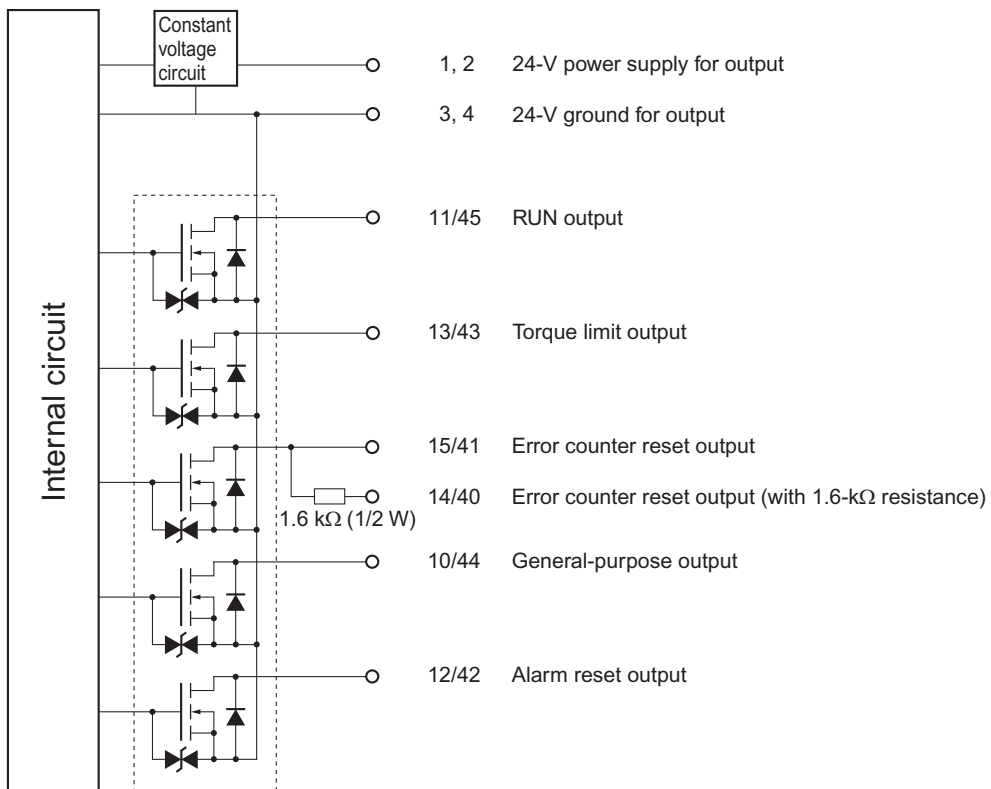 Constant
voltage
circuit
1, 2 24-V power supply for output
3, 4 24-V ground for output
11/45 RUN output
Internal circuit
13/43 Torque limit output
15/41 Error counter reset output
14/40 Error counter reset output (with 1.6-kΩ resistance)
1.6 kΩ (1/2 W)
10/44 General-purpose output
12/42 Alarm reset output